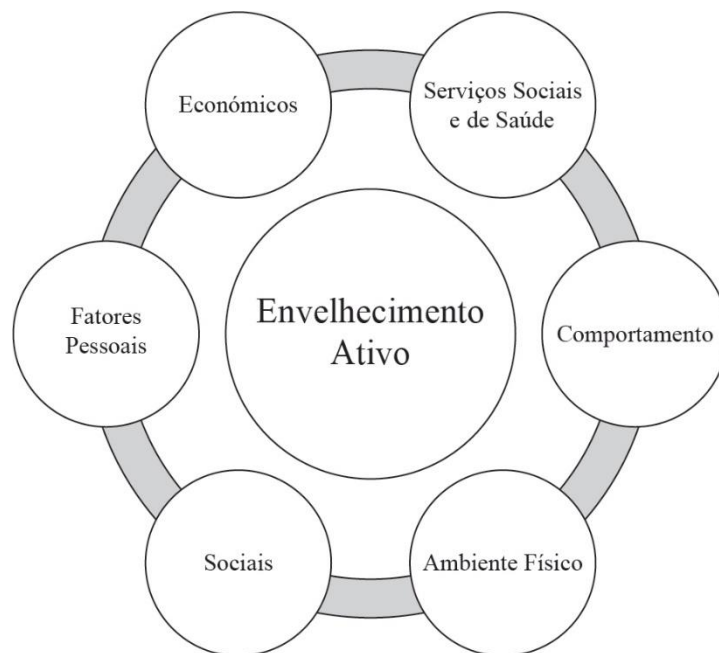 Económicos
Serviços Sociais
e de Saúde
Envelhecimento
Ativo
Fatores
Pessoais
Comportamento
Sociais
Ambiente Físico